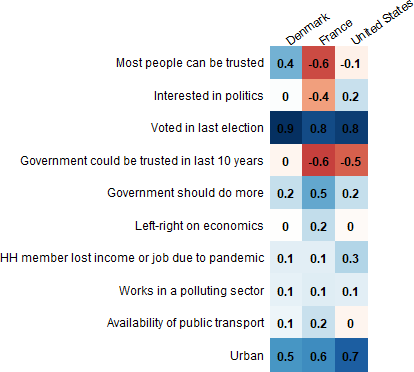 Denmark France United States
Most people can be trusted 0.4 -0.6 -0.1
Interested in politics 0 -0.4 0.2
Voted in last election 0.9 0.8 0.8
Government could be trusted in last 10 years 0 -0.6 -0.5
Government should do more 0.2 0.5 0.2
Left-right on economics 0 0.2 0
HH member lost income or job due to pandemic 0.1 0.1 0.3
Works in a polluting sector 0.1 0.1 0.1
Availability of public transport 0.1 0.2 0
Urban 0.5 0.6 0.7